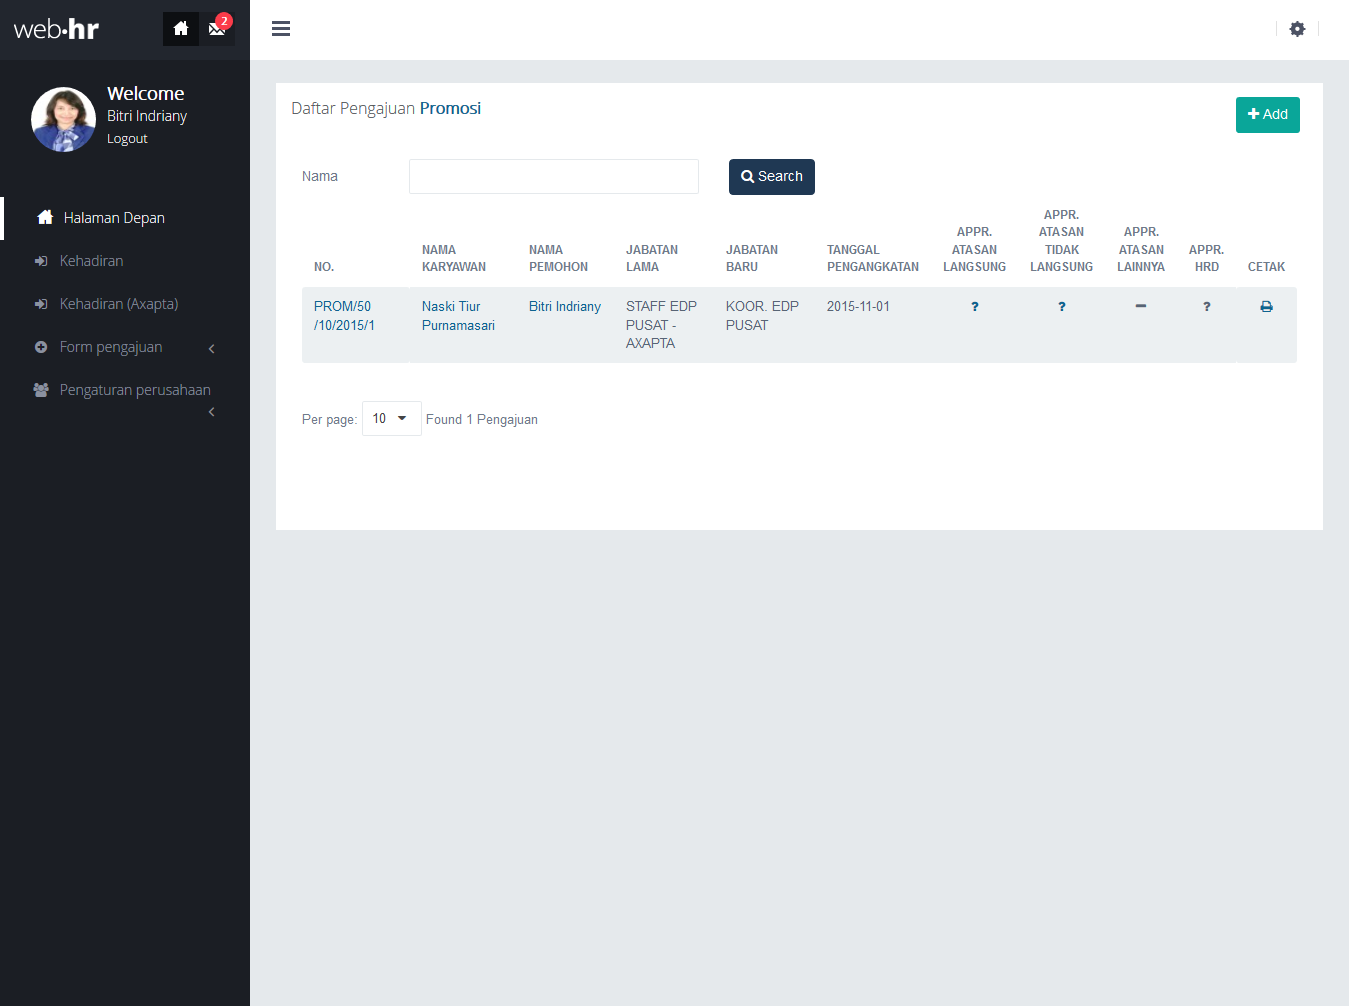 web·hr
2
Welcome
Bitri Indriany
Logout
Halaman Depan
Kehadiran
Kehadiran (Axapta)
Form pengajuan
Pengaturan perusahaan
Daftar Pengajuan Promosi
Add
Nama
Search
NO.
NAMA
KARYAWAN
NAMA
PEMOHON
JABATAN
LAMA
JABATAN
BARU
TANGGAL
PENGANGKATAN
APPR.
ATASAN
LANGSUNG
APPR.
ATASAN
TIDAK
LANGSUNG
APPR.
ATASAN
LAINNYA
APPR.
HRD
CETAK
PROM/50
/10/2015/1
Naski Tiur
Purnamasari
Bitri Indriany
STAFF EDP
PUSAT -
AXAPTA
KOOR. EDP
PUSAT
2015-11-01
?
?
?
Per page: 10 Found 1 Pengajuan